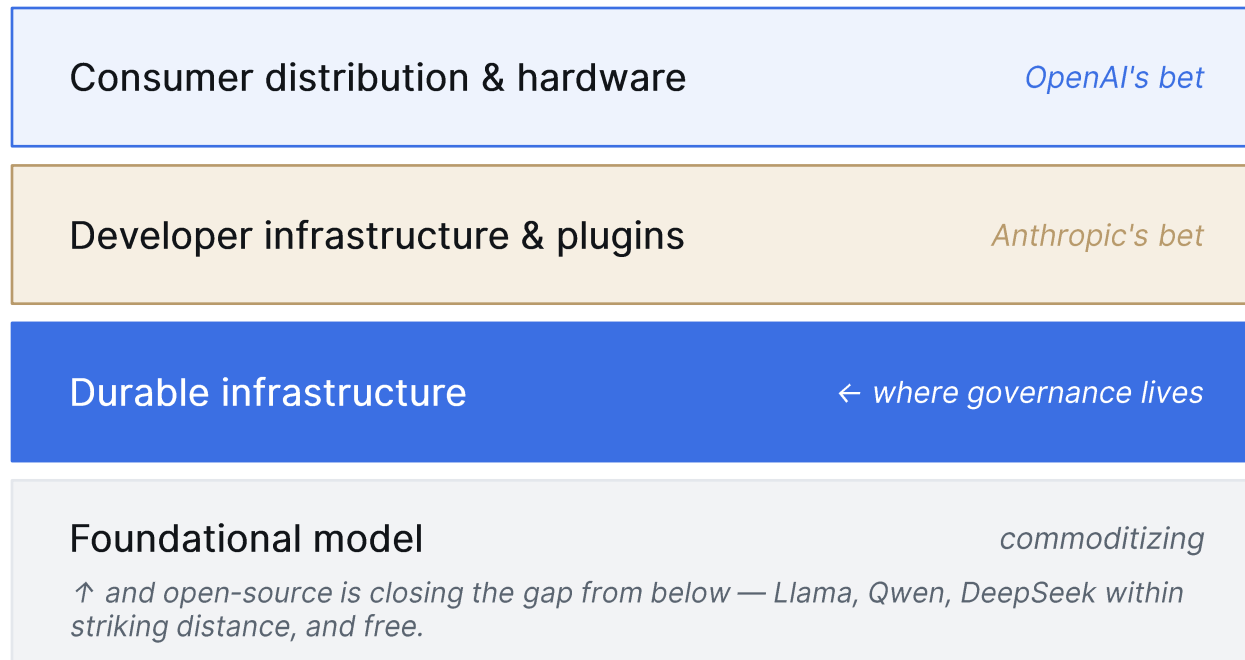 Consumer distribution & hardware
OpenAI's bet
Developer infrastructure & plugins
Anthropic's bet
Durable infrastructure
← where governance lives
Foundational model
commoditizing
↑ and open-source is closing the gap from below — Llama, Qwen, DeepSeek within
striking distance, and free.